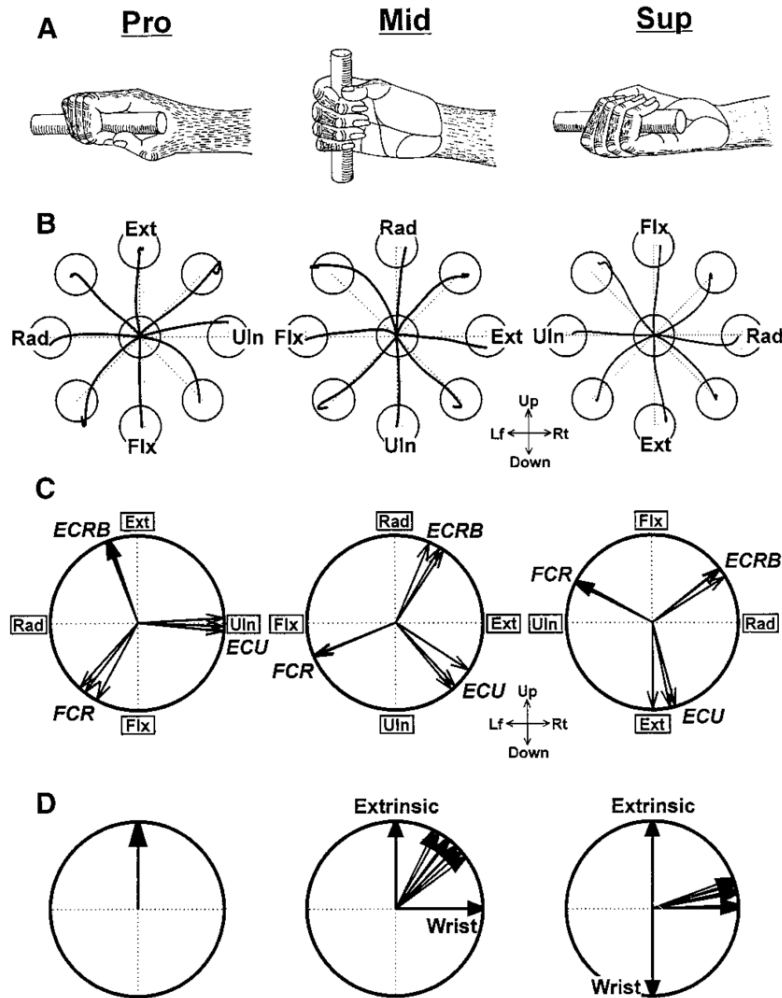 A
Pro
Mid
Sup
B
Ext
Rad
Uln
Flx
Rad
Flx
Ext
Uln
Flx
Uln
Rad
Ext
Up
Lf Rt
Down
C
Ext
ECRB
Rad
Uln
ECU
FCR
Flx
Rad
ECRB
Flx
Ext
FCR
ECU
Uln
Flx
ECRB
FCR
Uln
Rad
Ext
ECU
Up
Lf Rt
Down
D
Extrinsic
Wrist
Extrinsic
Wrist